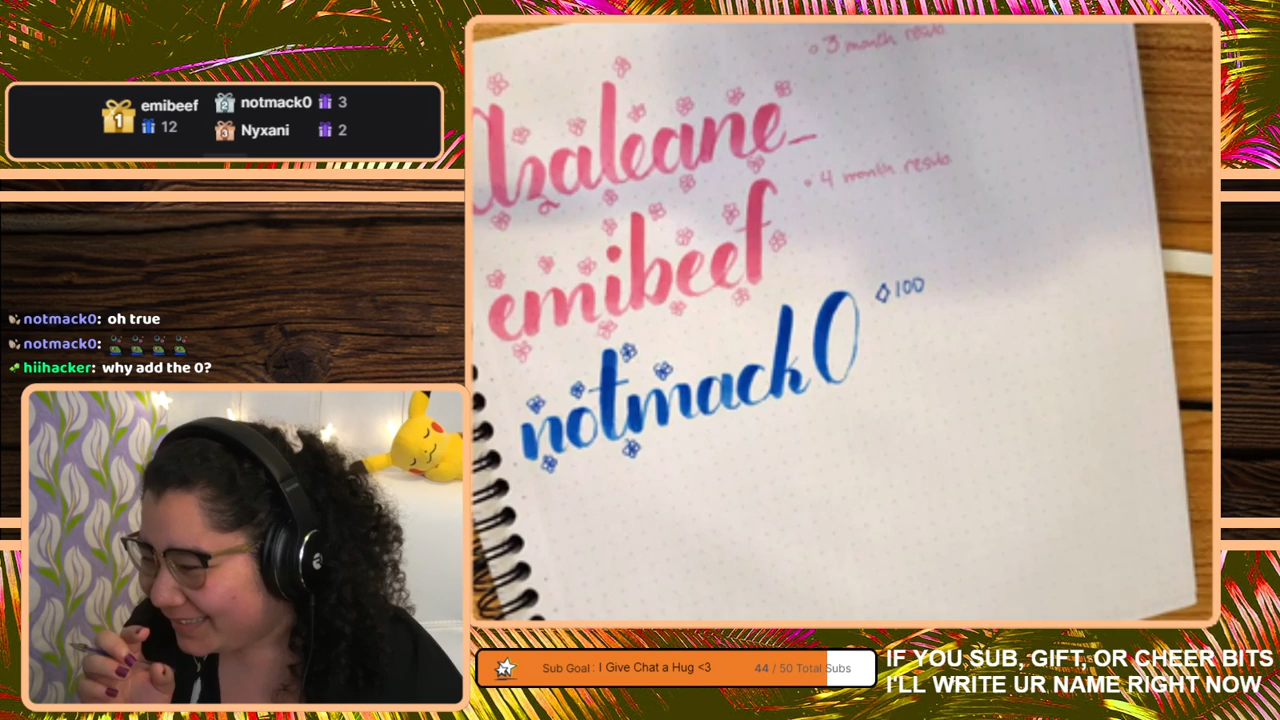 emibeef
12
notmack0 3
Nyxani 2
notmack0: oh true
notmack0:
hiihacker: why add the 0?
3 month resub
Azaleane_
4 month resub
emibeef
100
notmack0
Sub Goal: I Give Chat a Hug <3 44 / 50 Total Subs
IF YOU SUB, GIFT, OR CHEER BITS
I'LL WRITE UR NAME RIGHT NOW